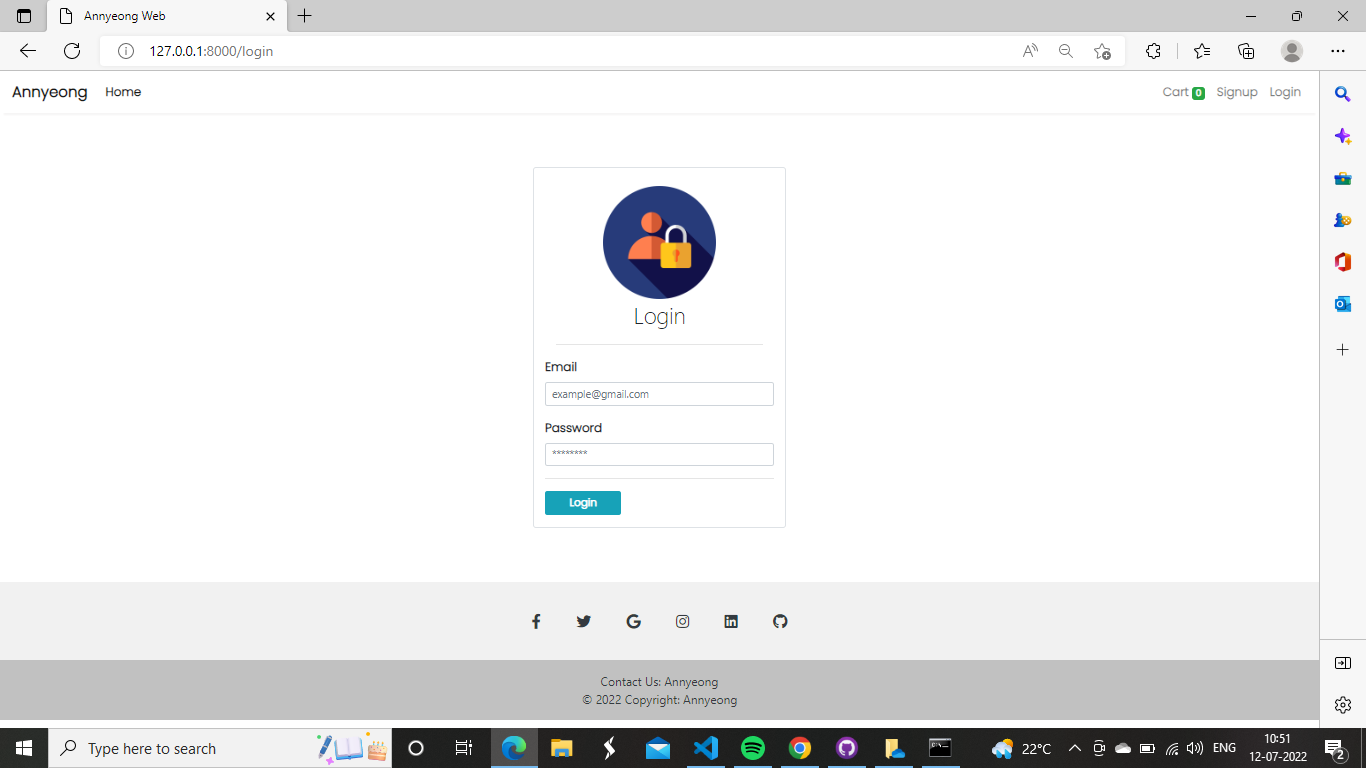 Annyeong Web
127.0.0.1:8000/login
Annyeong Home Cart 0 Signup Login
Login
Email
example@gmail.com
Password
********
Login
Contact Us: Annyeong
© 2022 Copyright: Annyeong
Type here to search
22°C
ENG
10:51
12-07-2022
2